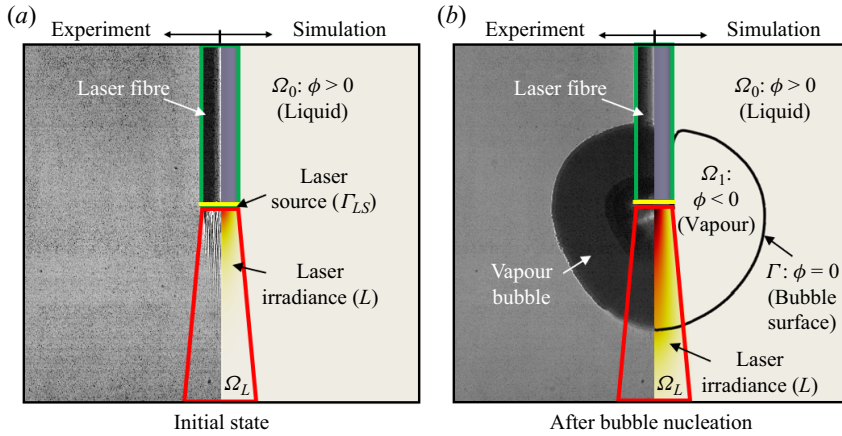 (a)
Experiment
Simulation
Laser fibre
Ω0: ϕ > 0
(Liquid)
Laser
source (ΓLS)
Laser
irradiance (L)
ΩL
Initial state
(b)
Experiment
Simulation
Laser fibre
Ω0: ϕ > 0
(Liquid)
Ω1:
ϕ < 0
(Vapour)
Vapour
bubble
Γ: ϕ = 0
(Bubble
surface)
Laser
irradiance (L)
ΩL
After bubble nucleation